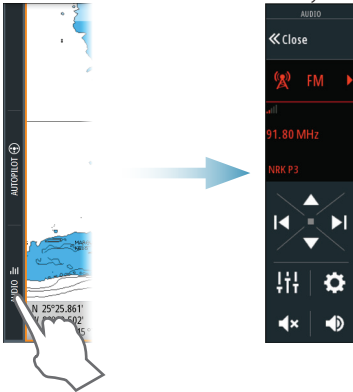 AUTOPILOT
AUDIO
N 25°25.861'
AUDIO
Close
FM
91.80 MHz
NRK P3